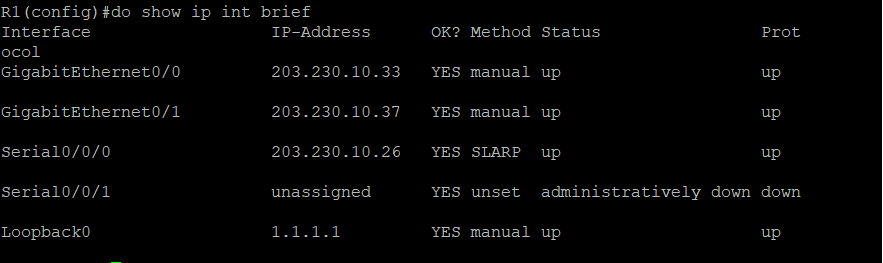 R1(config)#do show ip int brief
Interface                  IP-Address      OK? Method Status                Prot
ocol
GigabitEthernet0/0         203.230.10.33   YES manual up                    up
GigabitEthernet0/1         203.230.10.37   YES manual up                    up
Serial0/0/0                203.230.10.26   YES SLARP  up                    up
Serial0/0/1                unassigned      YES unset  administratively down down
Loopback0                  1.1.1.1         YES manual up                    up